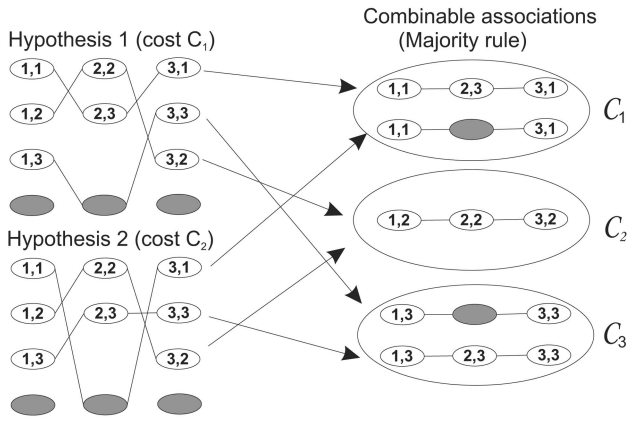 Hypothesis 1 (cost C1)
1,1 2,2 3,1
1,2 2,3 3,3
1,3 3,2
Hypothesis 2 (cost C2)
1,1 2,2 3,1
1,2 2,3 3,3
1,3 3,2
Combinable associations
(Majority rule)
1,1 2,3 3,1
1,1 3,1
C1
1,2 2,2 3,2
C2
1,3 3,3
1,3 2,3 3,3
C3